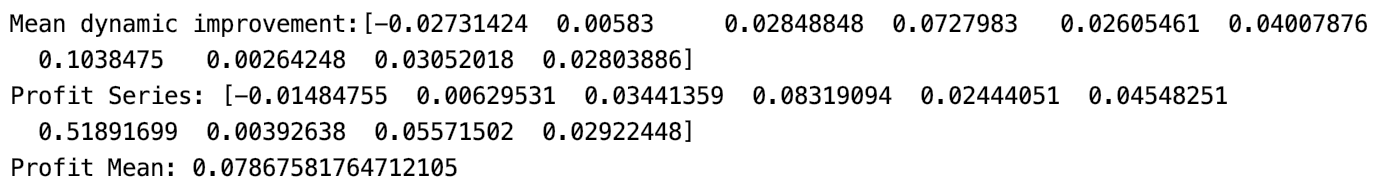 Mean dynamic improvement:[-0.02731424  0.00583     0.02848848  0.0727983   0.02605461  0.04007876
  0.1038475   0.00264248  0.03052018  0.02803886]
Profit Series: [-0.01484755  0.00629531  0.03441359  0.08319094  0.02444051  0.04548251
  0.51891699  0.00392638  0.05571502  0.02922448]
Profit Mean: 0.07867581764712105